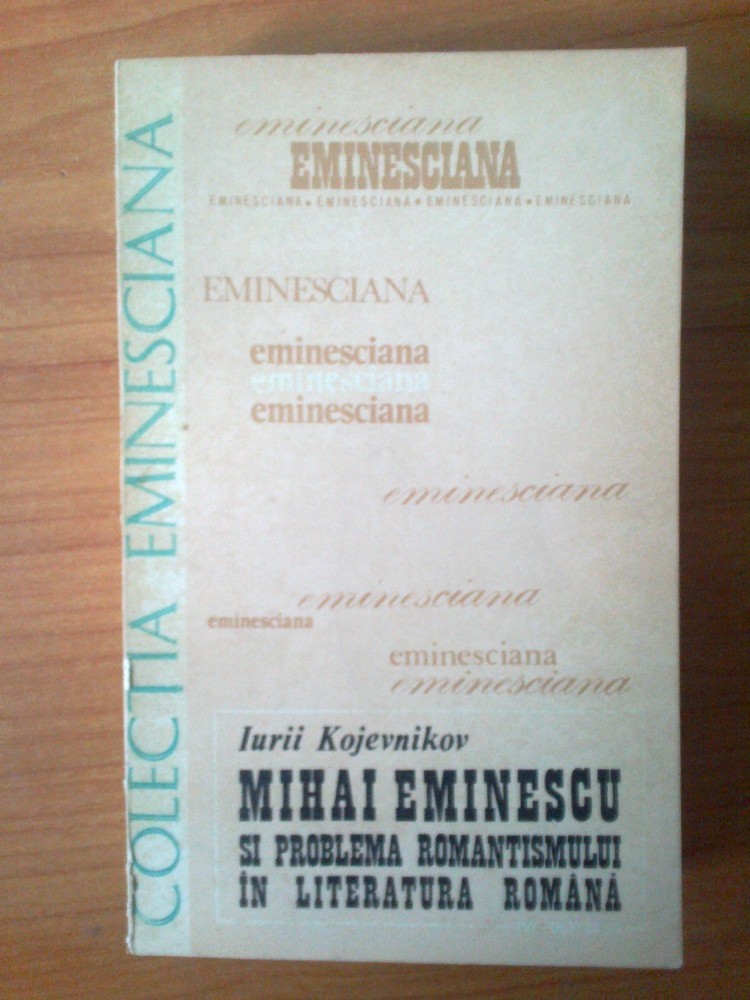 COLECTIA EMINESCIANA
eminesciana
EMINESCIANA
EMINESCIANA • EMINESCIANA • EMINESCIANA • EMINESCIANA
EMINESCIANA
eminesciana
eminesciana
eminesciana
eminesciana
eminesciana
eminesciana
eminesciana
eminesciana
Iurii Kojevnikov
MIHAI EMINESCU
SI PROBLEMA ROMANTISMULUI
ÎN LITERATURA ROMÂNĂ